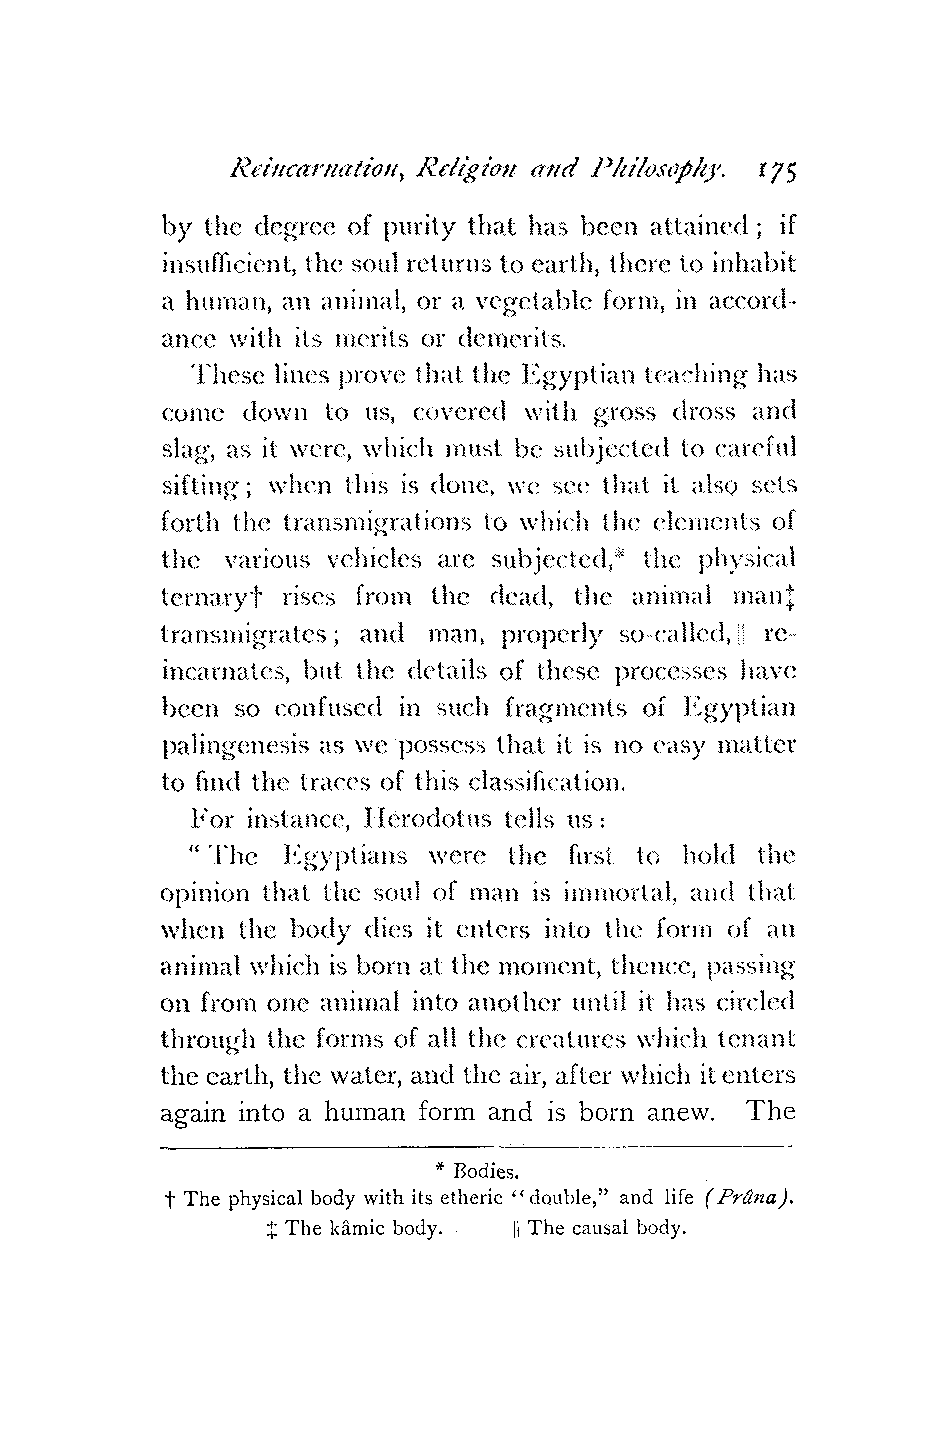 Reincarnation, Religion and Philosophy. 175
by the degree of purity that has been attained; if
insufficient, the soul returns to earth, there to inhabit
a human, an animal, or a vegetable form, in accord-
ance with its merits or demerits.
These lines prove that the Egyptian teaching has
come down to us, covered with gross dross and
slag, as it were, which must be subjected to careful
sifting; when this is done, we see that it also sets
forth the transmigrations to which the elements of
the various vehicles are subjected,* the physical
ternary† rises from the dead, the animal man‡
transmigrates; and man, properly so-called,‖ re-
incarnates, but the details of these processes have
been so confused in such fragments of Egyptian
palingenesis as we possess that it is no easy matter
to find the traces of this classification.
For instance, Herodotus tells us:
"The Egyptians were the first to hold the
opinion that the soul of man is immortal, and that
when the body dies it enters into the form of an
animal which is born at the moment, thence, passing
on from one animal into another until it has circled
through the forms of all the creatures which tenant
the earth, the water, and the air, after which it enters
again into a human form and is born anew. The
* Bodies.
† The physical body with its etheric "double," and life (Prâna).
‡ The kâmic body. ‖ The causal body.